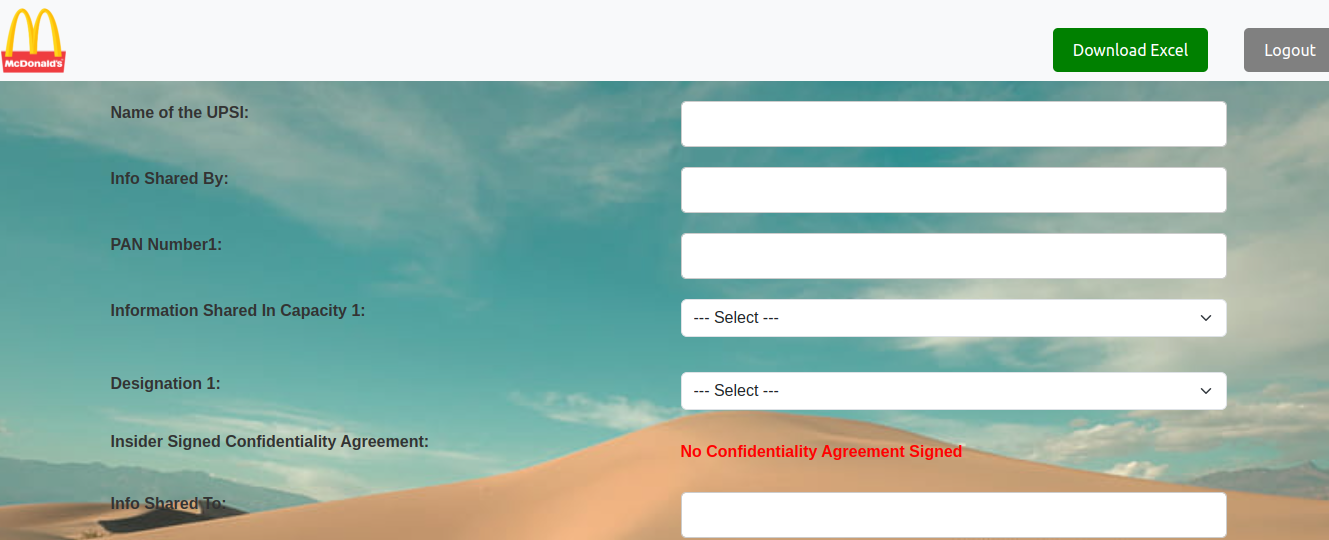 McDonald's
Download Excel
Logout
Name of the UPSI:
Info Shared By:
PAN Number1:
Information Shared In Capacity 1:
--- Select ---
Designation 1:
--- Select ---
Insider Signed Confidentiality Agreement:
No Confidentiality Agreement Signed
Info Shared To: